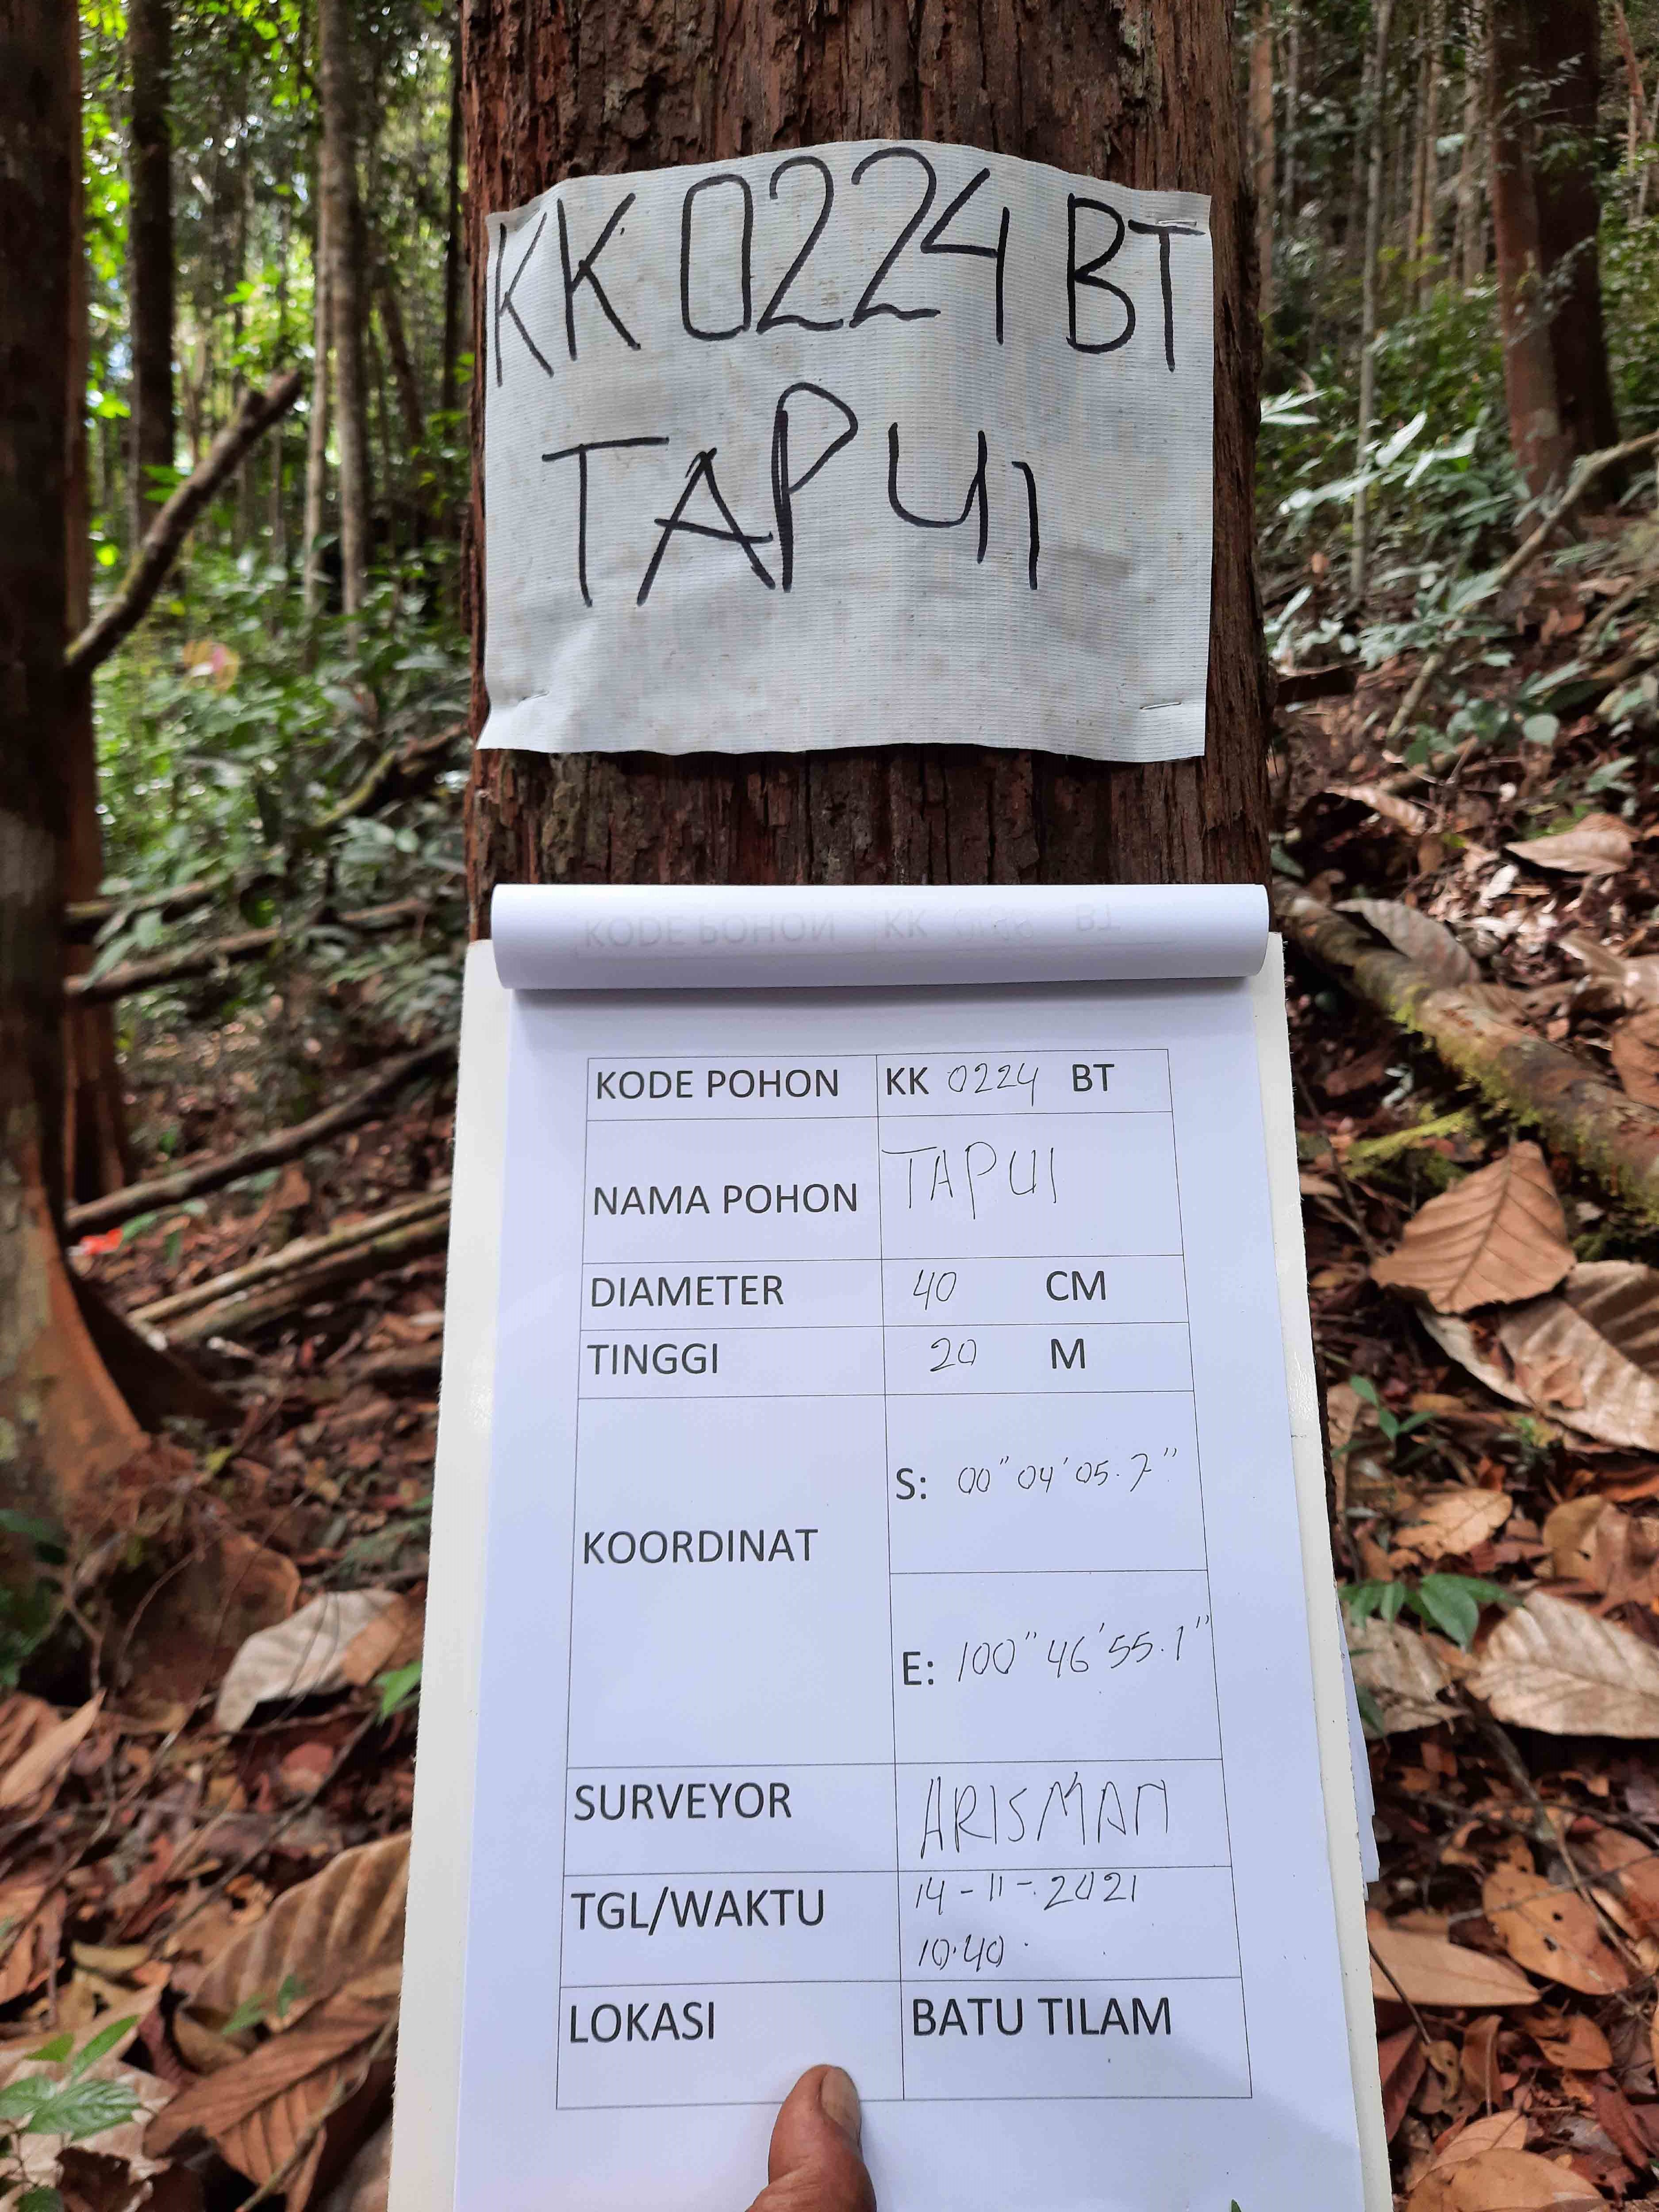 KK 0224 BT
TAPUI
KODE POHON KK BT
KODE POHON KK 0224 BT
NAMA POHON TAPUI
DIAMETER 40 CM
TINGGI 20 M
KOORDINAT
S: 00" 04' 05.7"
E: 100" 46' 55.1"
SURVEYOR ARISMAN
TGL/WAKTU 14-11-2021
10.40
LOKASI BATU TILAM